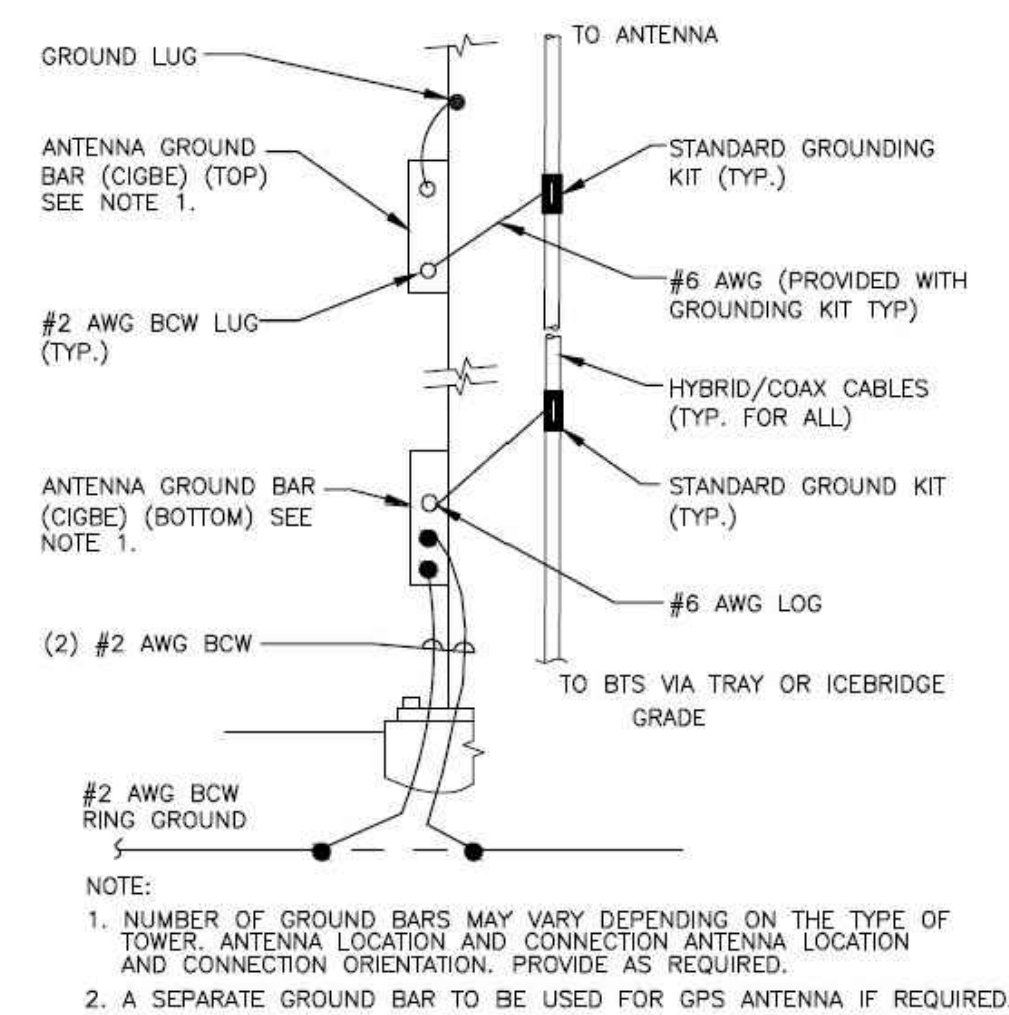 TO ANTENNA
GROUND LUG
ANTENNA GROUND
BAR (CIGBE) (TOP)
SEE NOTE 1.
STANDARD GROUNDING
KIT (TYP.)
#6 AWG (PROVIDED WITH
GROUNDING KIT TYP)
#2 AWG BCW LUG
(TYP.)
HYBRID/COAX CABLES
(TYP. FOR ALL)
ANTENNA GROUND BAR
(CIGBE) (BOTTOM) SEE
NOTE 1.
STANDARD GROUND KIT
(TYP.)
#6 AWG LOG
(2) #2 AWG BCW
TO BTS VIA TRAY OR ICEBRIDGE
GRADE
#2 AWG BCW
RING GROUND
NOTE:
1. NUMBER OF GROUND BARS MAY VARY DEPENDING ON THE TYPE OF
TOWER. ANTENNA LOCATION AND CONNECTION ANTENNA LOCATION
AND CONNECTION ORIENTATION. PROVIDE AS REQUIRED.
2. A SEPARATE GROUND BAR TO BE USED FOR GPS ANTENNA IF REQUIRED.